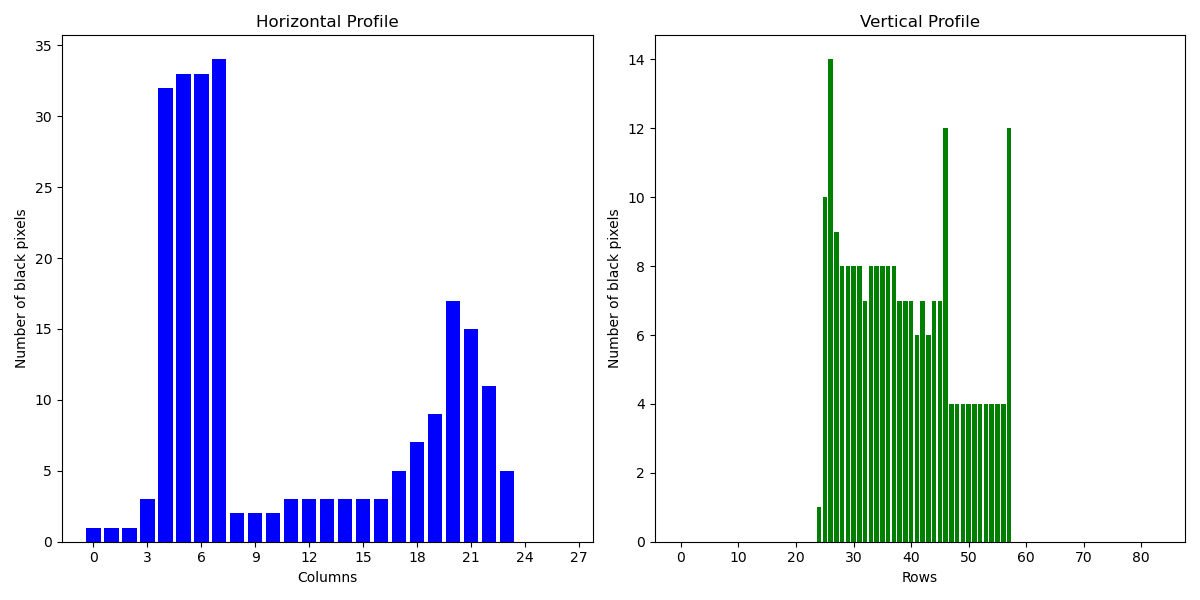 Horizontal Profile
Vertical Profile
Number of black pixels
0 5 10 15 20 25 30 35
0 3 6 9 12 15 18 21 24 27
Columns
Number of black pixels
0 2 4 6 8 10 12 14
0 10 20 30 40 50 60 70 80
Rows